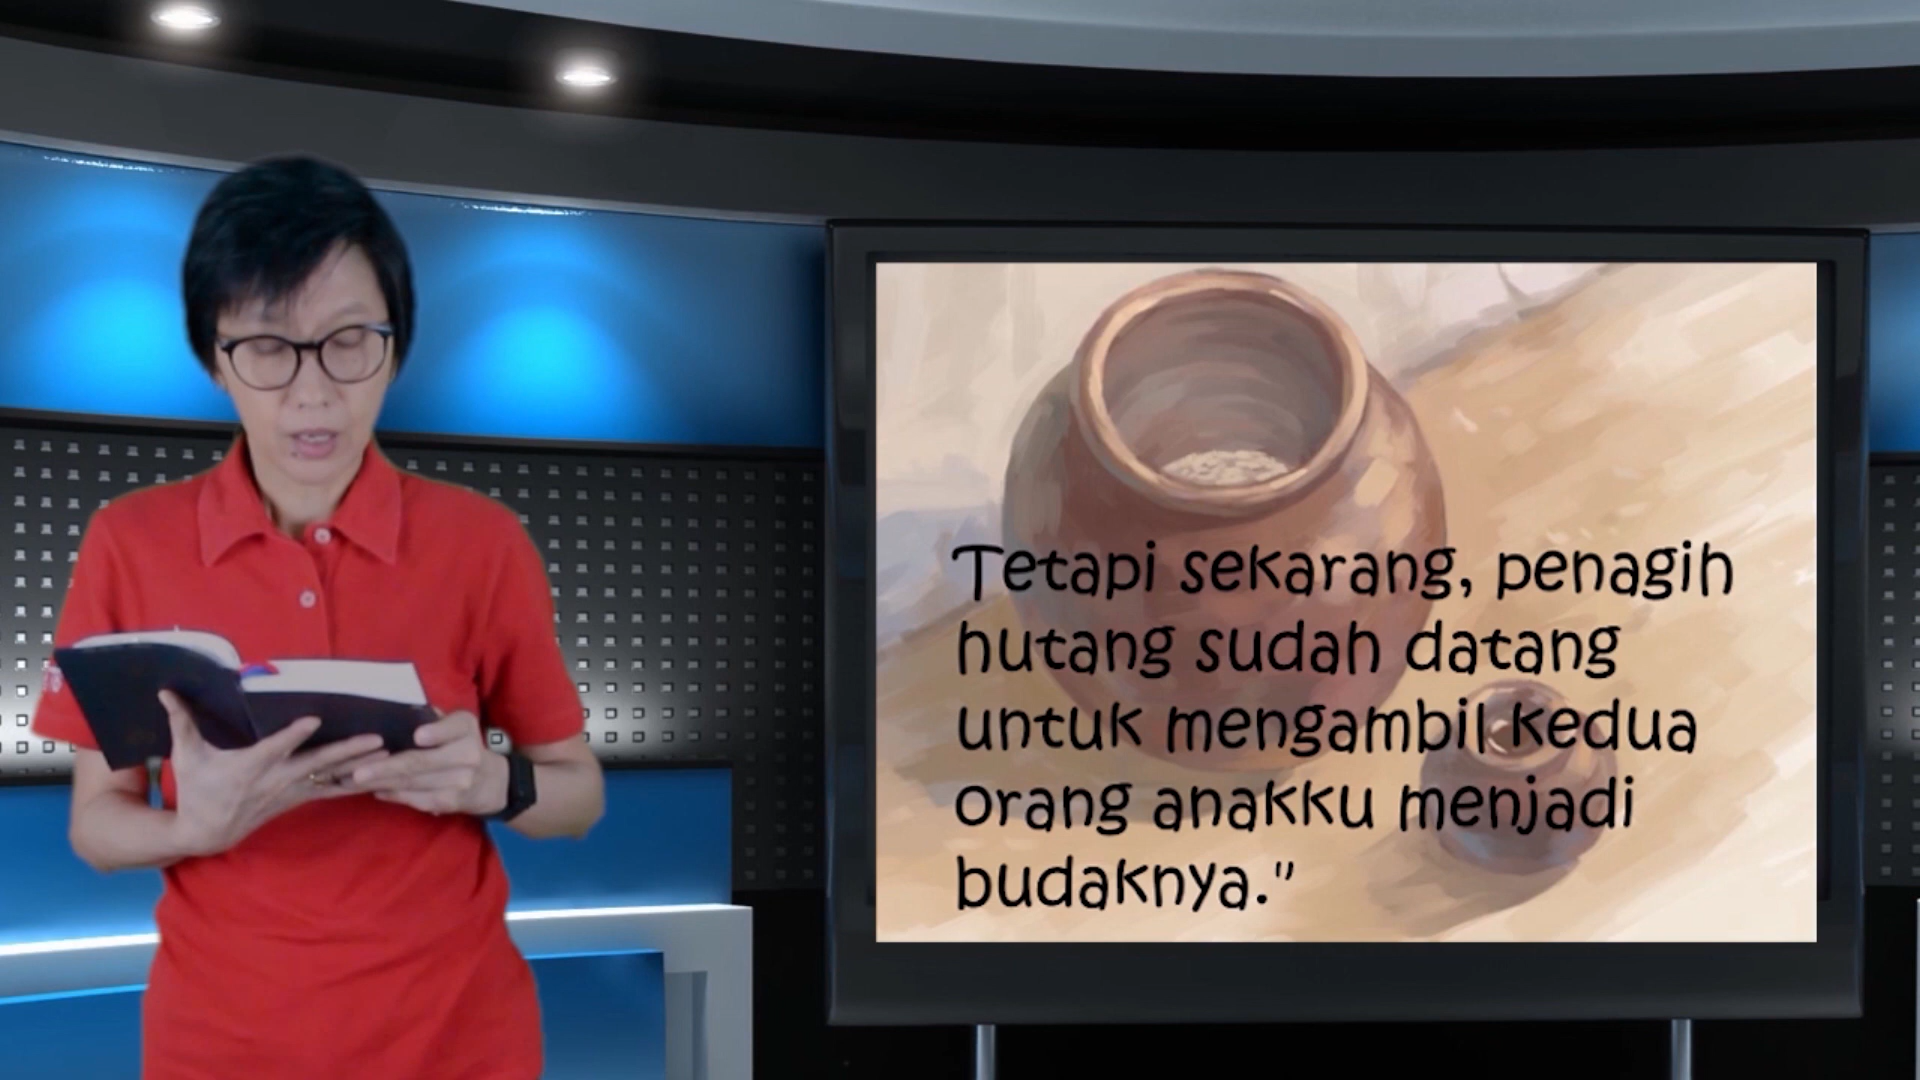 Tetapi sekarang, penagih
hutang sudah datang
untuk mengambil kedua
orang anakku menjadi
budaknya."